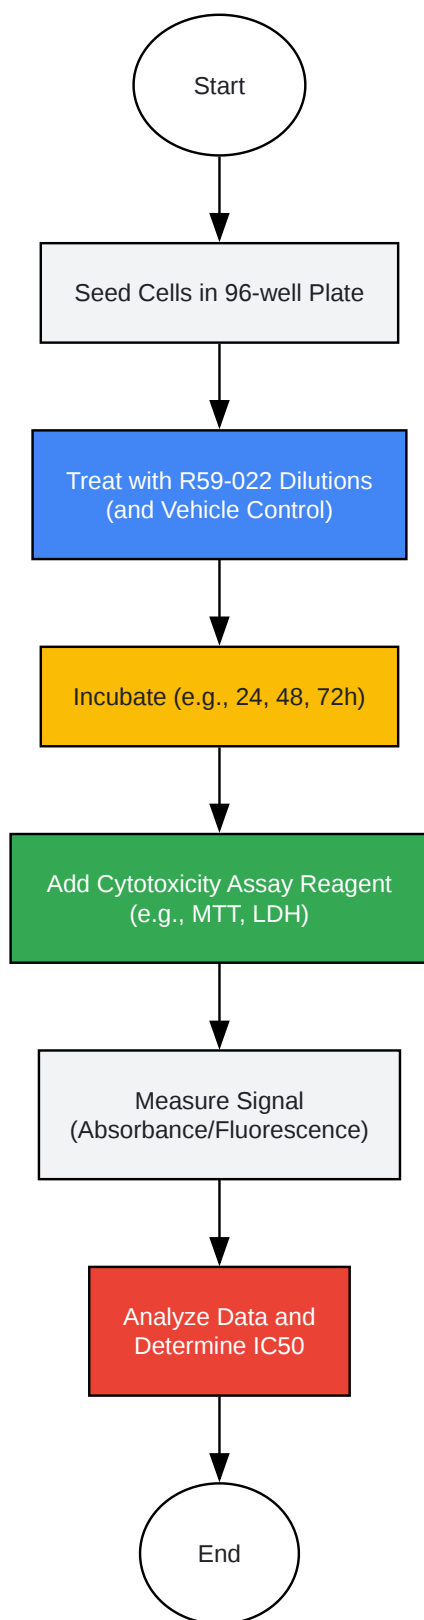 Start
Seed Cells in 96-well Plate
Treat with R59-022 Dilutions
(and Vehicle Control)
Incubate (e.g., 24, 48, 72h)
Add Cytotoxicity Assay Reagent
(e.g., MTT, LDH)
Measure Signal
(Absorbance/Fluorescence)
Analyze Data and
Determine IC50
End